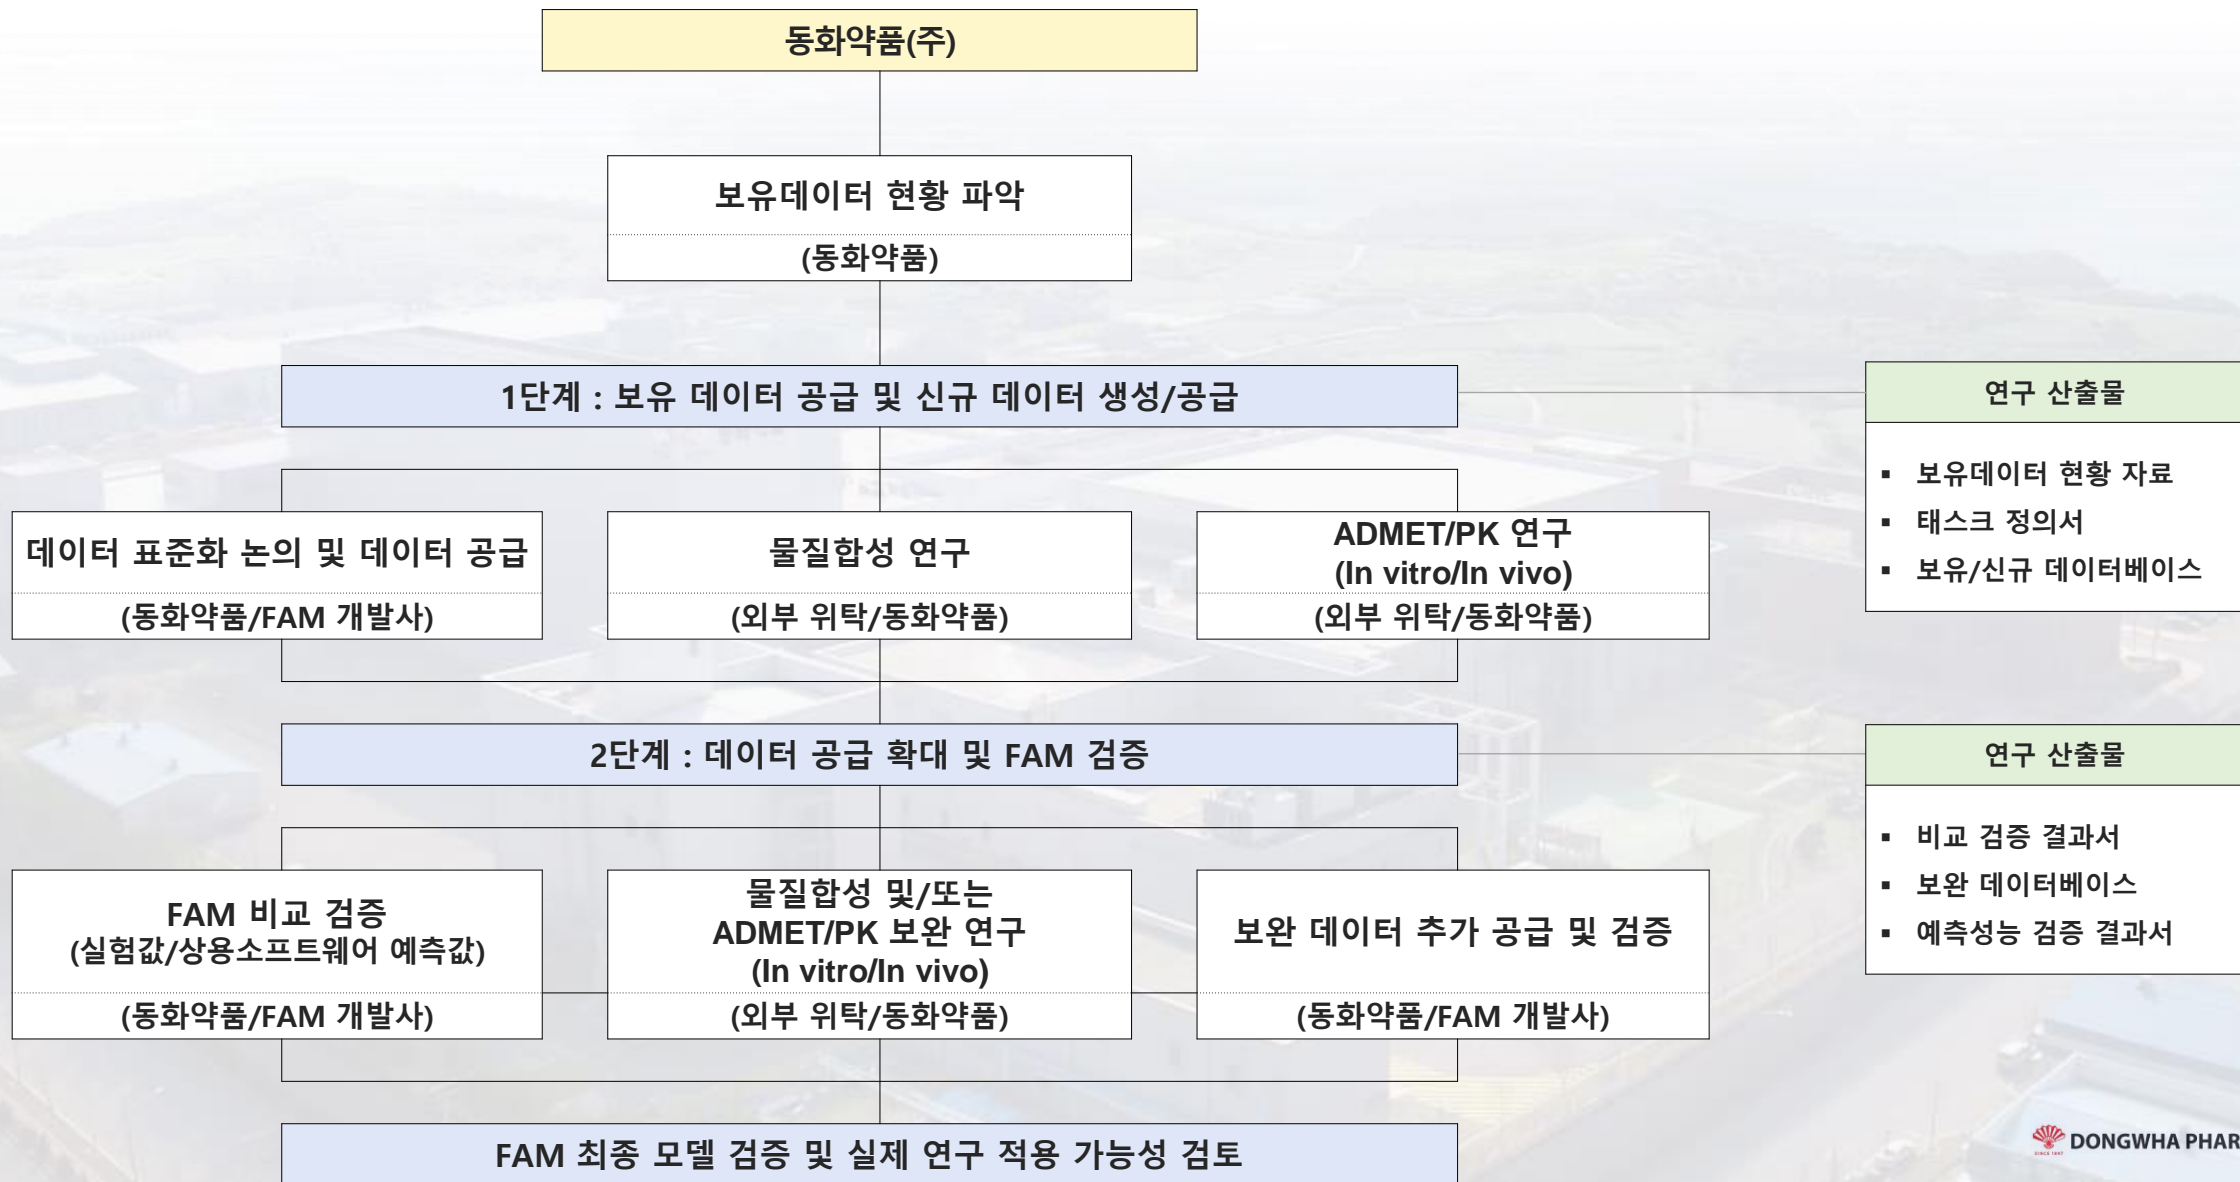 동화약품(주)
보유데이터 현황 파악
(동화약품)
1단계 : 보유 데이터 공급 및 신규 데이터 생성/공급
연구 산출물
▪ 보유데이터 현황 자료
▪ 태스크 정의서
▪ 보유/신규 데이터베이스
데이터 표준화 논의 및 데이터 공급
(동화약품/FAM 개발사)
물질합성 연구
(외부 위탁/동화약품)
ADMET/PK 연구
(In vitro/In vivo)
(외부 위탁/동화약품)
2단계 : 데이터 공급 확대 및 FAM 검증
연구 산출물
▪ 비교 검증 결과서
▪ 보완 데이터베이스
▪ 예측성능 검증 결과서
FAM 비교 검증
(실험값/상용소프트웨어 예측값)
(동화약품/FAM 개발사)
물질합성 및/또는
ADMET/PK 보완 연구
(In vitro/In vivo)
(외부 위탁/동화약품)
보완 데이터 추가 공급 및 검증
(동화약품/FAM 개발사)
FAM 최종 모델 검증 및 실제 연구 적용 가능성 검토
DONGWHA PHAR
SINCE 1897